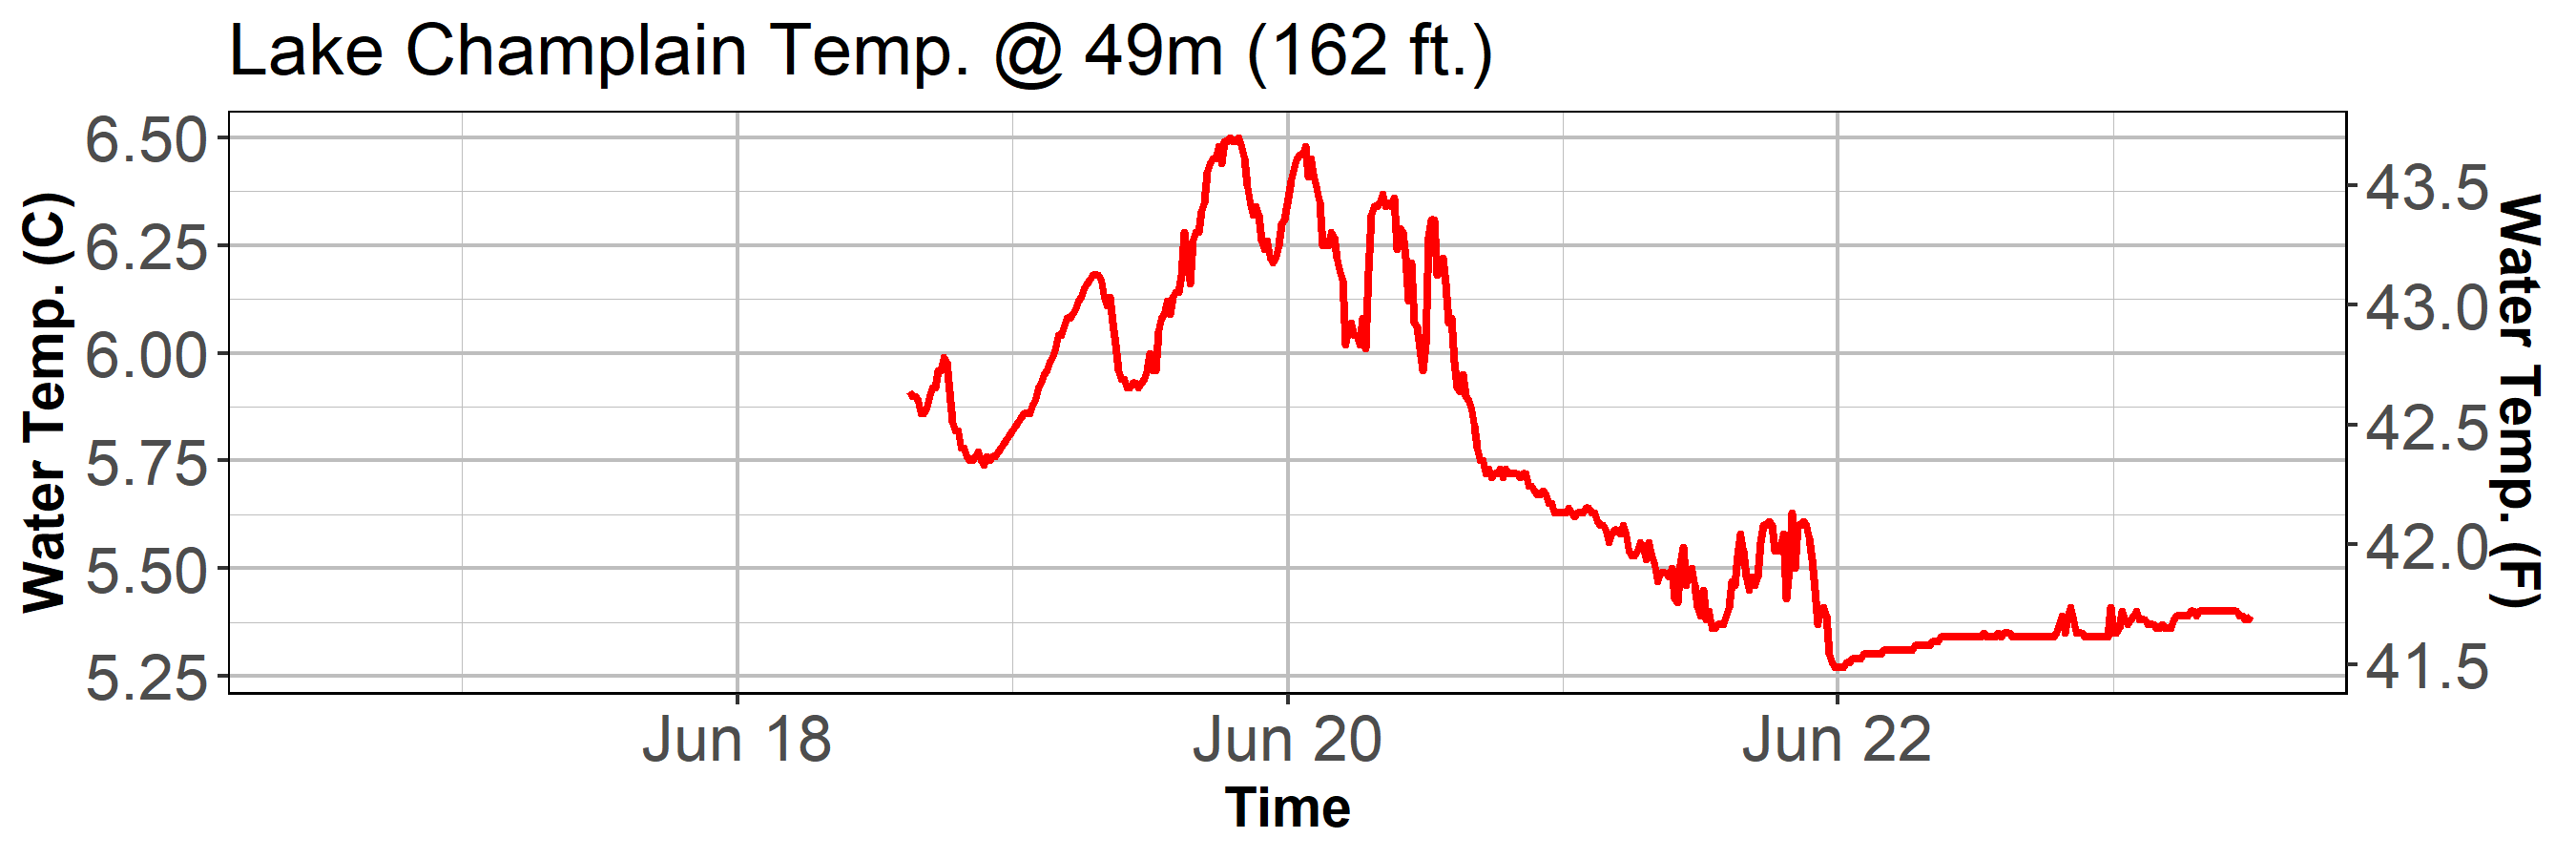 Lake Champlain Temp. @ 49m (162 ft.)
Water Temp. (C)
6.50
6.25
6.00
5.75
5.50
5.25
43.5
43.0
42.5
42.0
41.5
Water Temp. (F)
Jun 18
Jun 20
Jun 22
Time